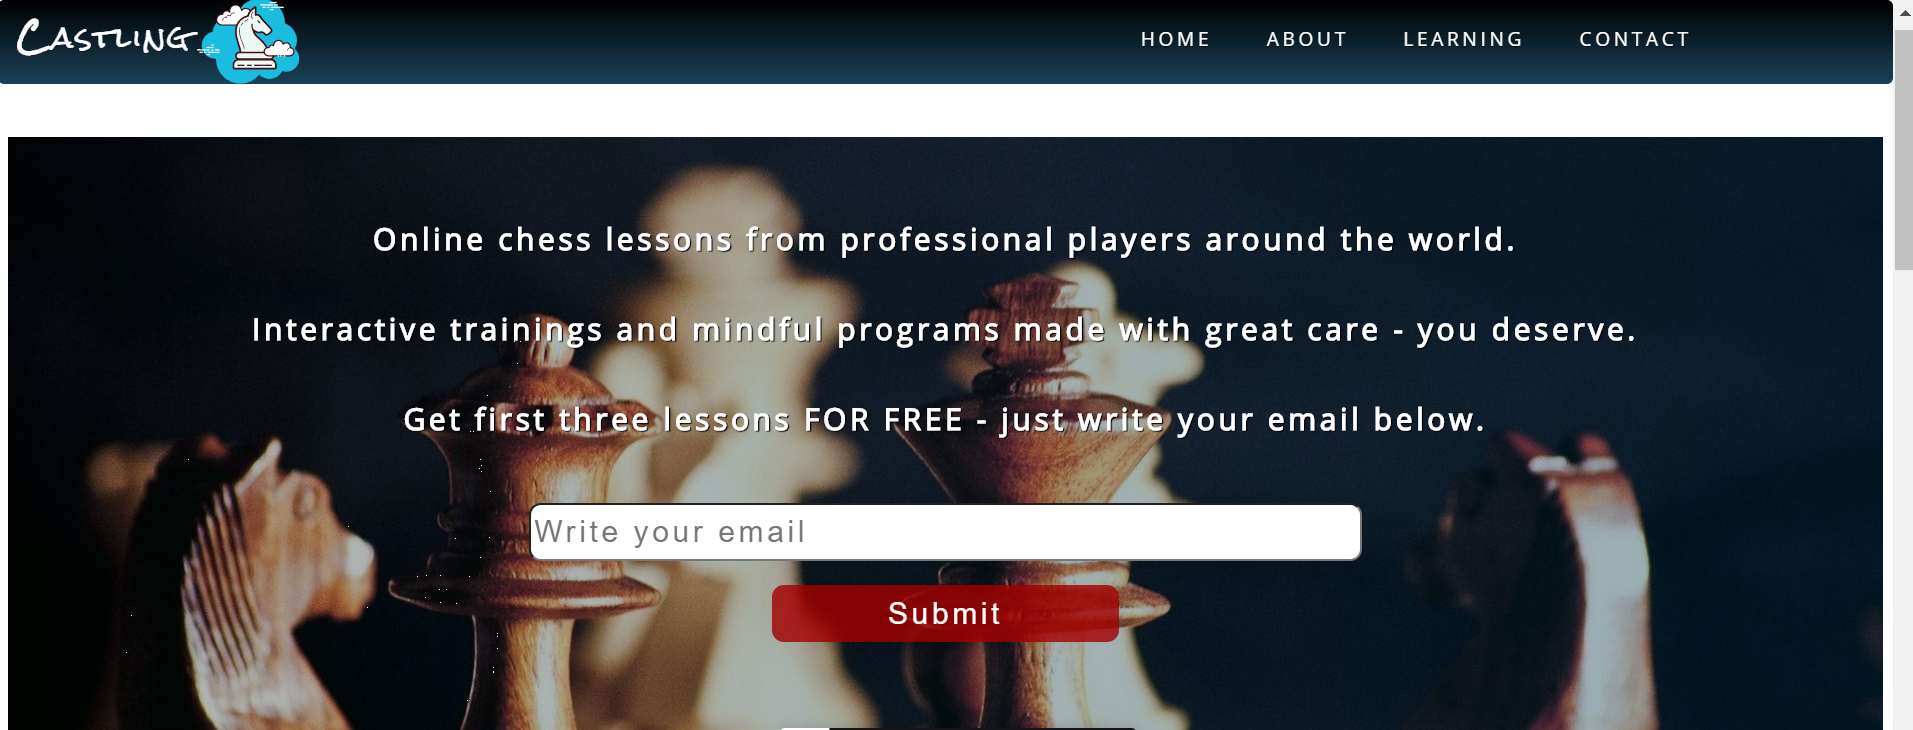 Castling
HOME ABOUT LEARNING CONTACT
Online chess lessons from professional players around the world.
Interactive trainings and mindful programs made with great care - you deserve.
Get first three lessons FOR FREE - just write your email below.
Write your email
Submit